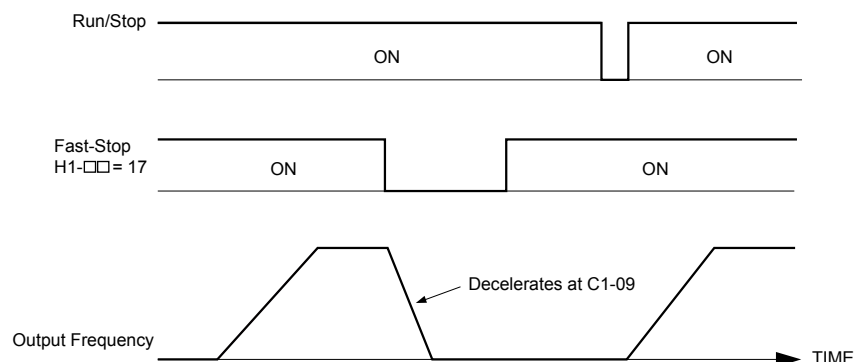 Run/Stop
ON
ON
Fast-Stop
H1-□□= 17
ON
ON
Decelerates at C1-09
Output Frequency
TIME